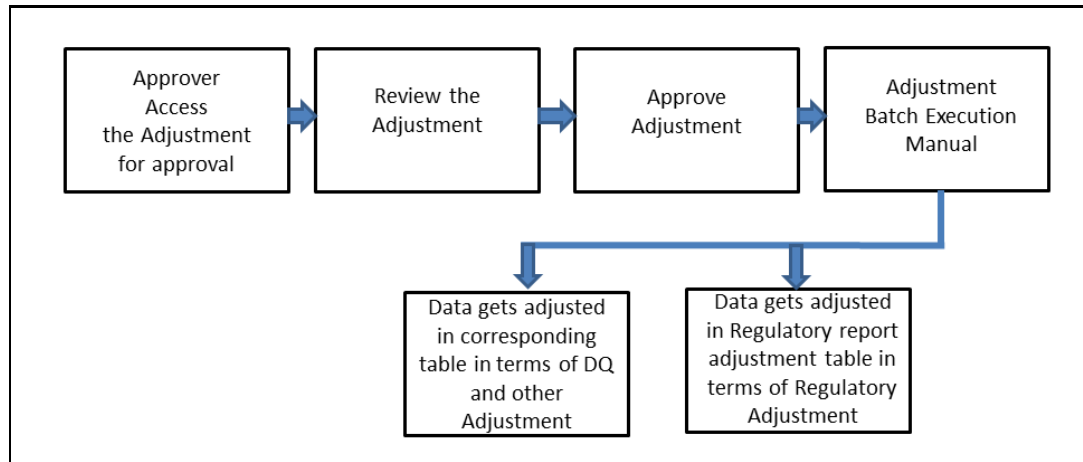 Approver
Access
the Adjustment
for approval
Review the
Adjustment
Approve
Adjustment
Adjustment
Batch Execution
Manual
Data gets adjusted
in corresponding
table in terms of DQ
and other
Adjustment
Data gets adjusted
in Regulatory report
adjustment table in
terms of Regulatory
Adjustment